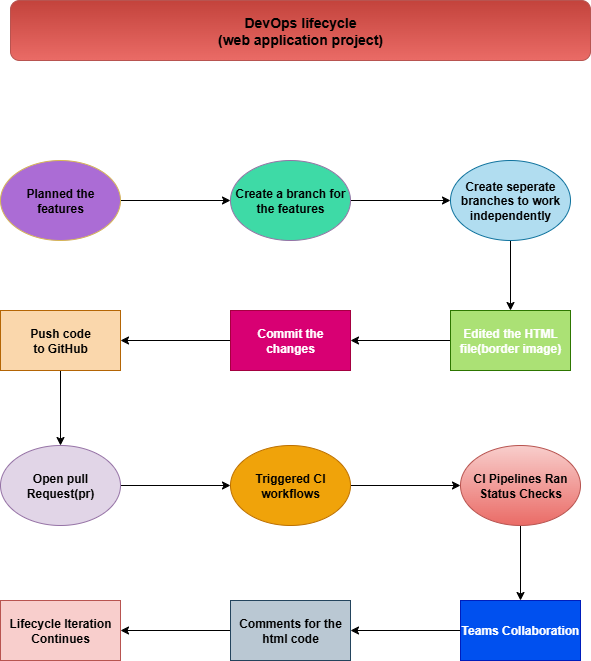 DevOps lifecycle
(web application project)
Planned the
features
Create a branch for
the features
Create seperate
branches to work
independently
Edited the HTML
file(border image)
Commit the
changes
Push code
to GitHub
Open pull
Request(pr)
Triggered CI
workflows
CI Pipelines Ran
Status Checks
Teams Collaboration
Comments for the
html code
Lifecycle Iteration
Continues